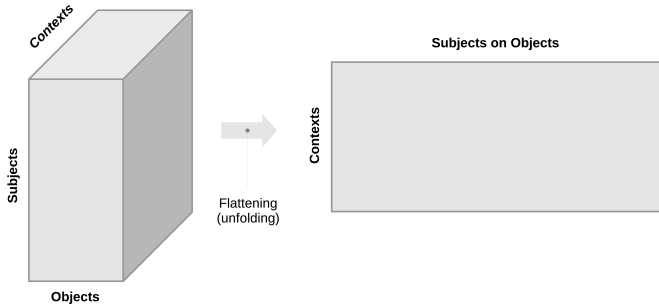 Contexts
Subjects
Objects
Flattening
(unfolding)
Subjects on Objects
Contexts